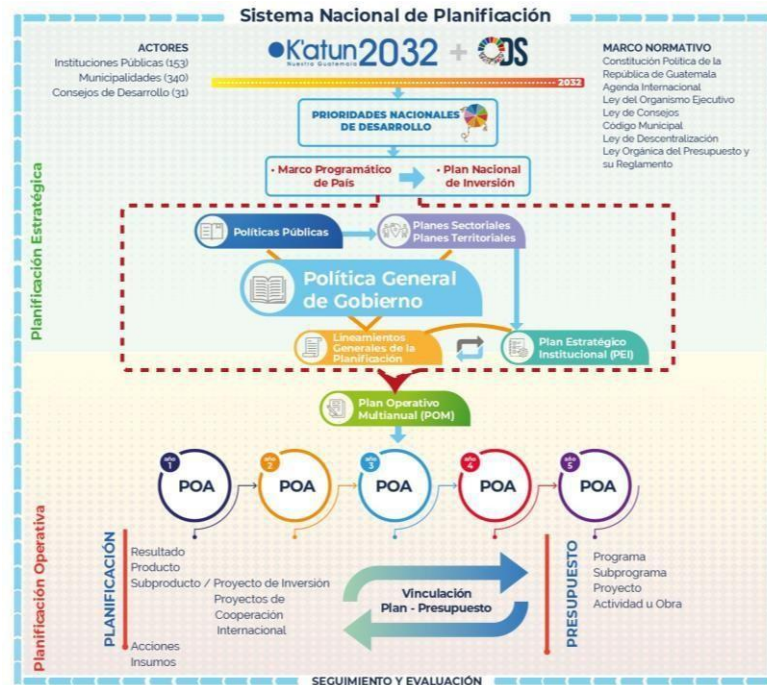 Sistema Nacional de Planificación
ACTORES
Instituciones Públicas (153)
Municipalidades (340)
Consejos de Desarrollo (31)
K'atun2032 + ODS
Nuestra Guatemala
2032
MARCO NORMATIVO
Constitución Política de la
República de Guatemala
Agenda Internacional
Ley del Organismo Ejecutivo
Ley de Consejos
Código Municipal
Ley de Descentralización
Ley Orgánica del Presupuesto y
su Reglamento
PRIORIDADES NACIONALES
DE DESARROLLO
• Marco Programático
de País
• Plan Nacional
de Inversión
Planificación Estratégica
Políticas Públicas
Planes Sectoriales
Planes Territoriales
Política General
de Gobierno
Lineamientos
Generales de la
Planificación
Plan Estratégico
Institucional (PEI)
Plan Operativo
Multianual (POM)
año
1
POA
año
2
POA
año
3
POA
año
4
POA
año
5
POA
Planificación Operativa
PLANIFICACIÓN
Resultado
Producto
Subproducto / Proyecto de Inversión
Proyectos de
Cooperación
Internacional
Acciones
Insumos
Vinculación
Plan - Presupuesto
PRESUPUESTO
Programa
Subprograma
Proyecto
Actividad u Obra
SEGUIMIENTO Y EVALUACIÓN